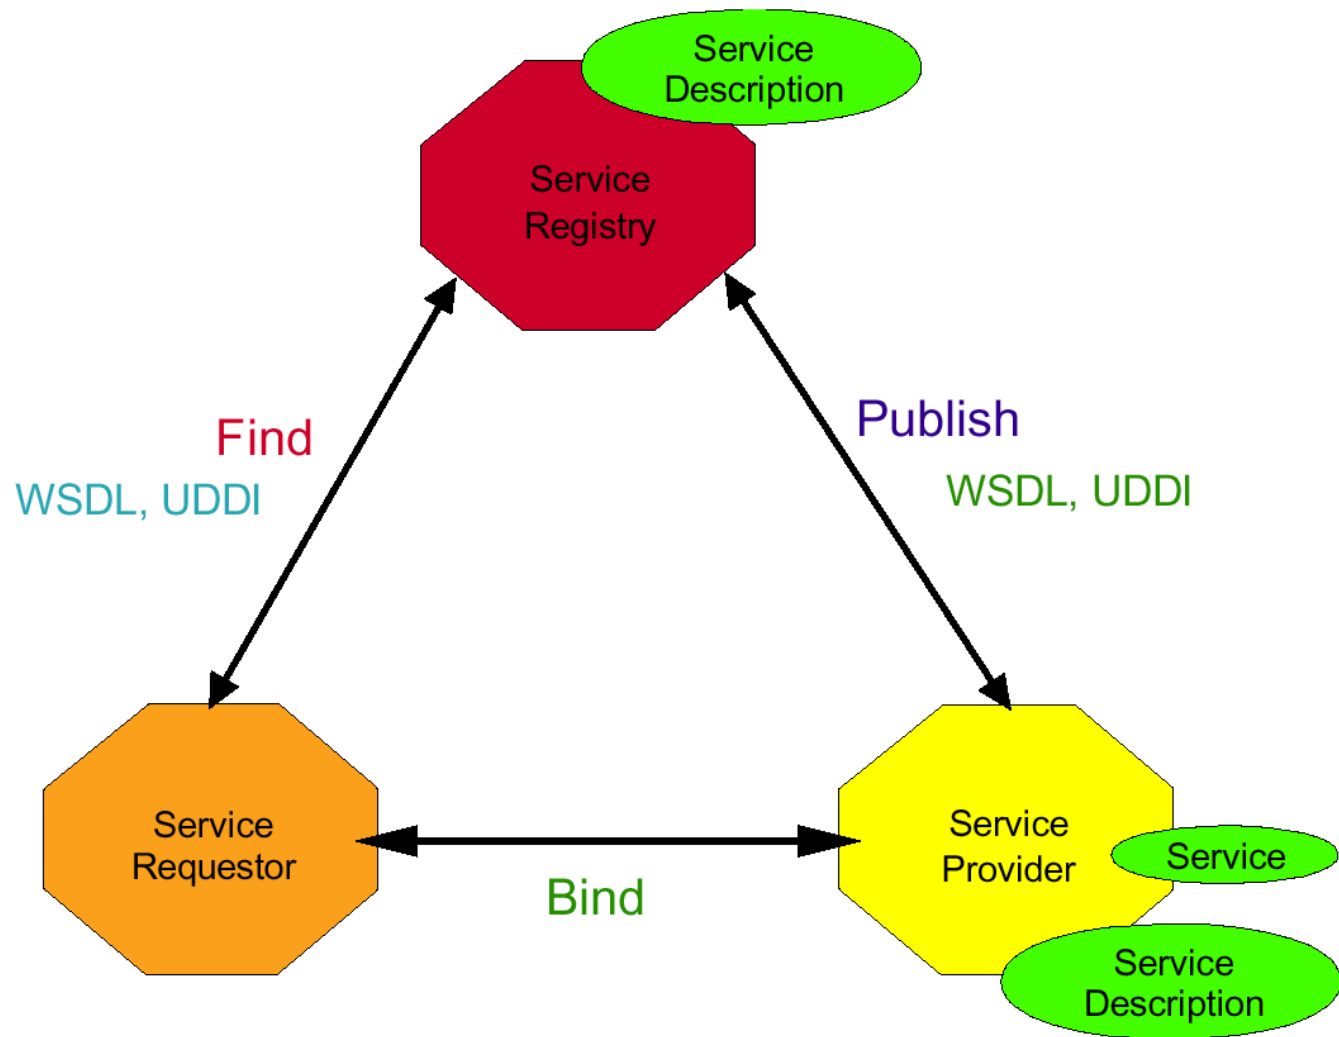 Service
Description
Service
Registry
Find
WSDL, UDDI
Publish
WSDL, UDDI
Service
Requestor
Bind
Service
Provider
Service
Service
Description